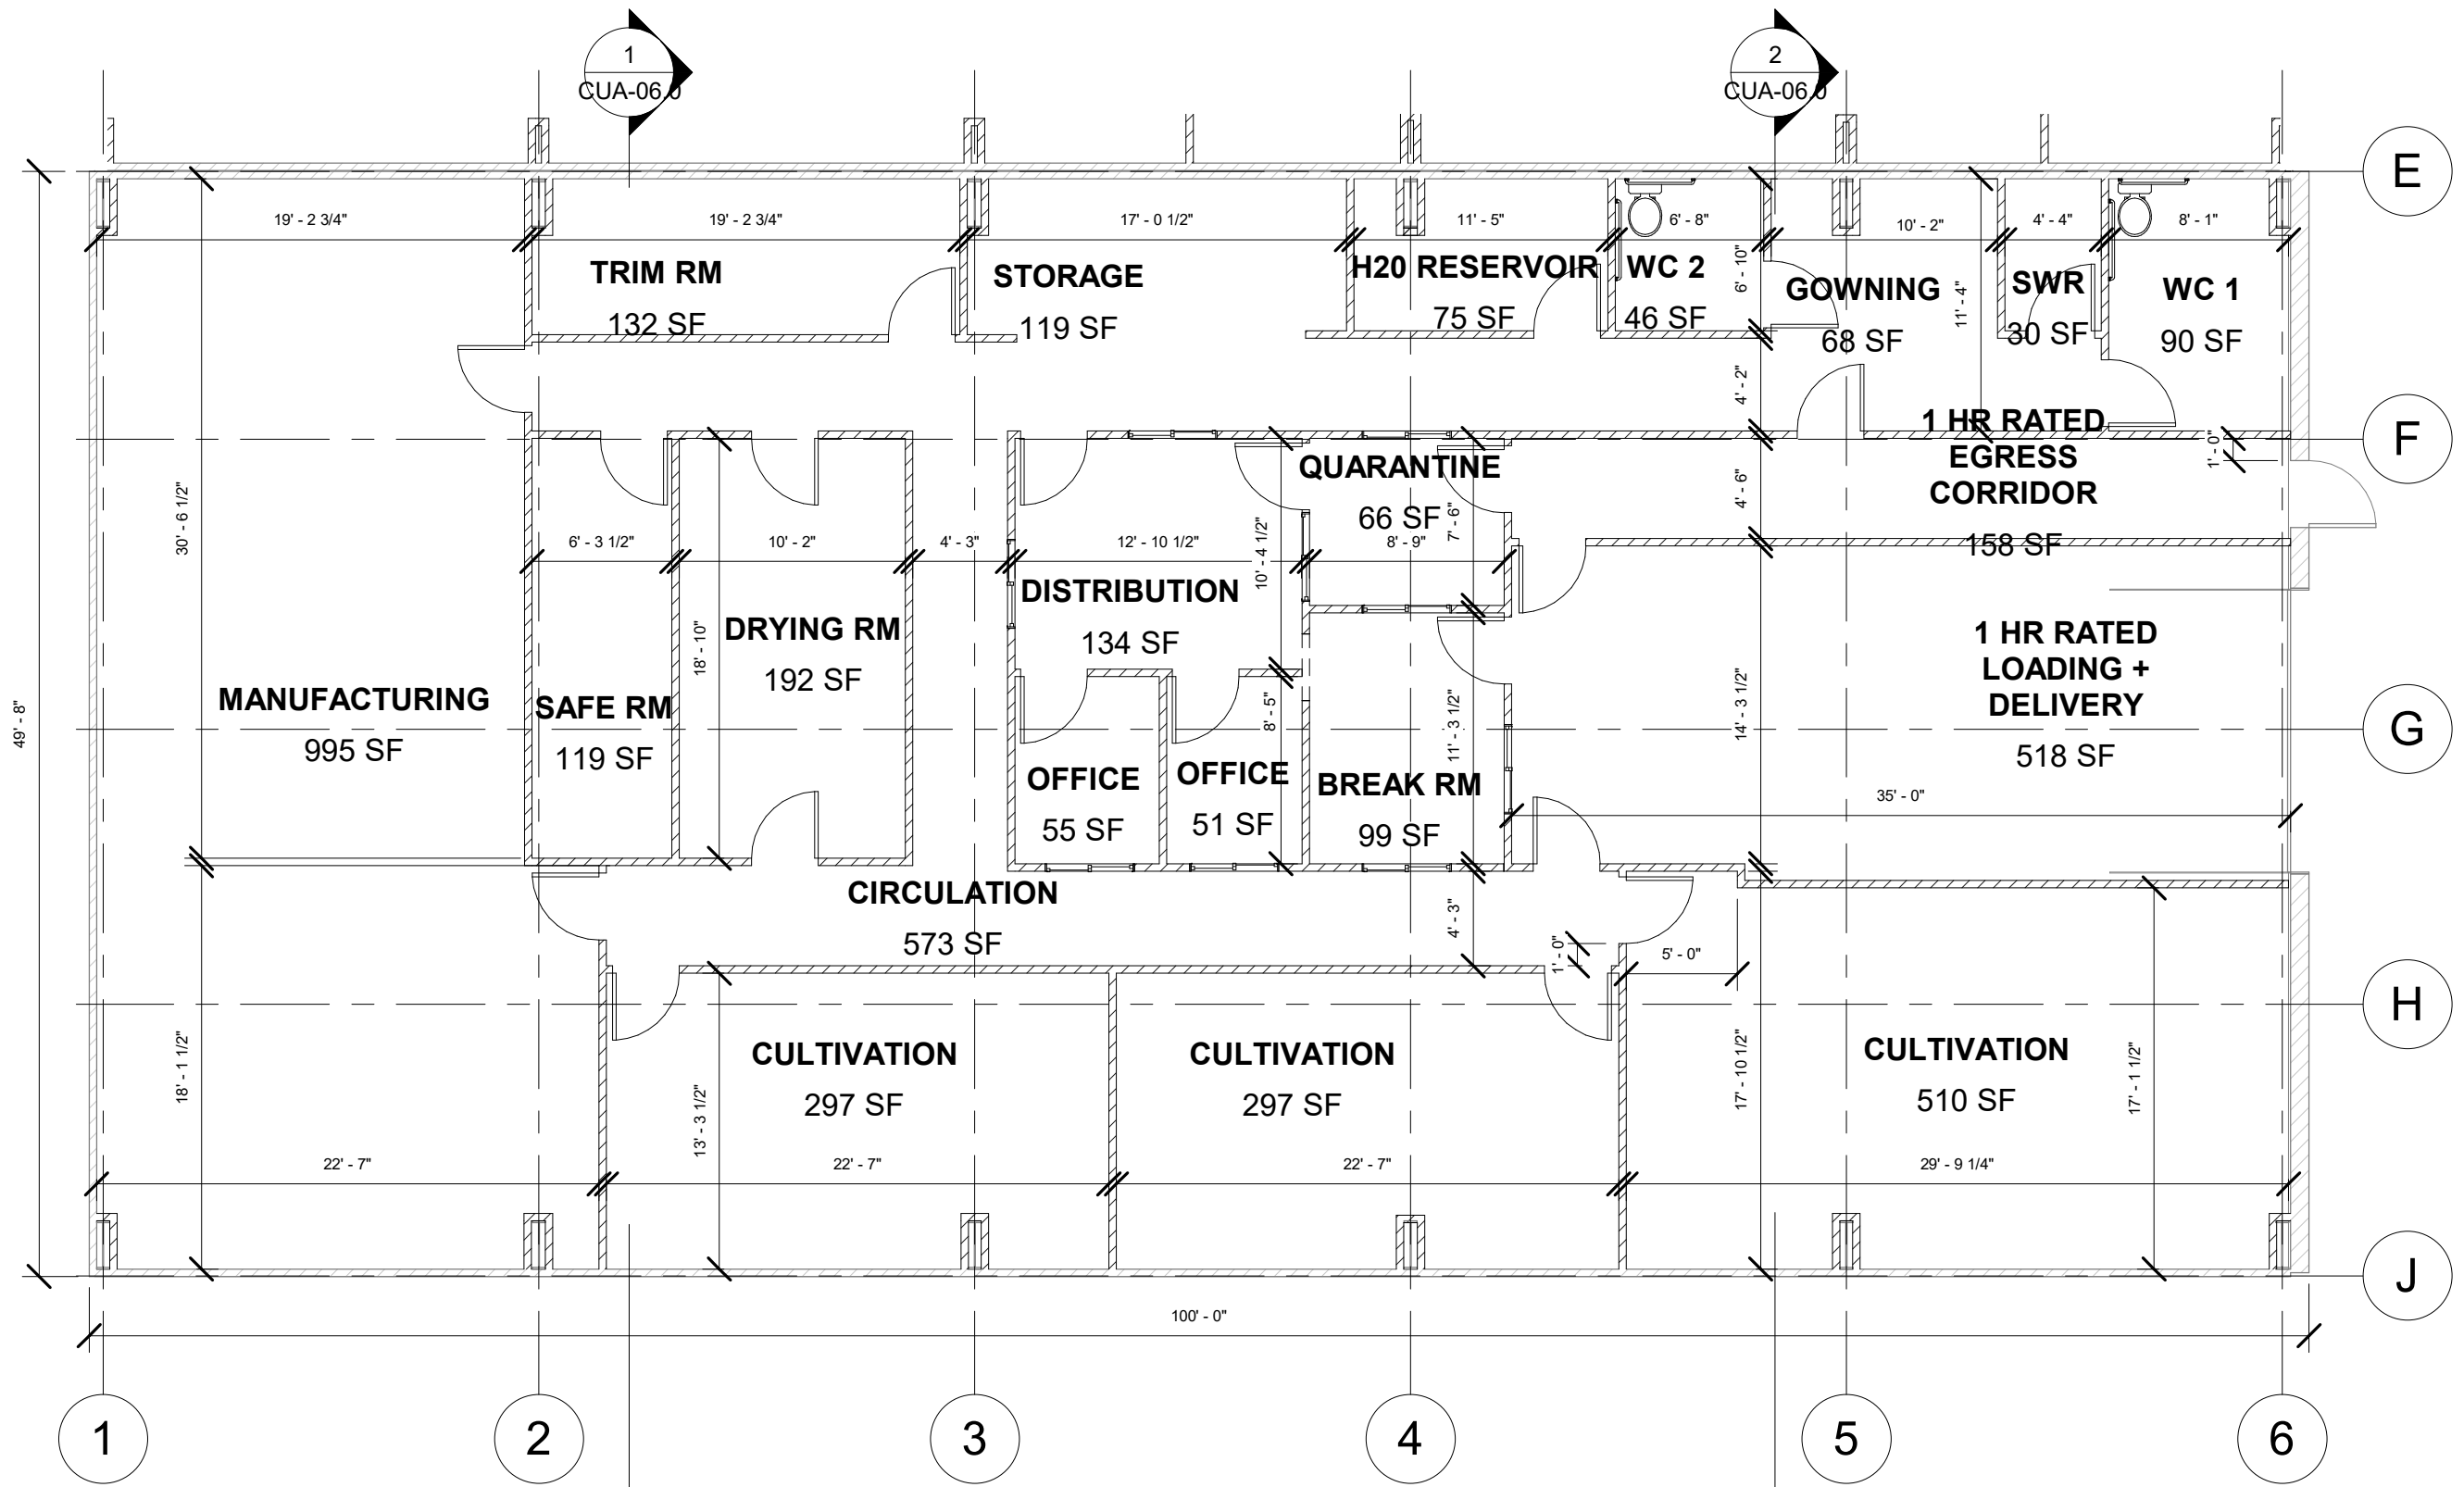 1
CUA-06.0
2
CUA-06.0
E
19' - 2 3/4"
19' - 2 3/4"
17' - 0 1/2"
11' - 5"
6' - 8"
10' - 2"
4' - 4"
8' - 1"
TRIM RM
132 SF
STORAGE
119 SF
H20 RESERVOIR
75 SF
WC 2
46 SF
6' - 10"
GOWNING
68 SF
11' - 4"
SWR
30 SF
WC 1
90 SF
4' - 2"
1 HR RATED
EGRESS
CORRIDOR
158 SF
1' - 0"
F
30' - 6 1/2"
6' - 3 1/2"
10' - 2"
4' - 3"
12' - 10 1/2"
10' - 4 1/2"
QUARANTINE
66 SF
7' - 6"
8' - 9"
4' - 6"
DISTRIBUTION
134 SF
18' - 10"
DRYING RM
192 SF
49' - 8"
MANUFACTURING
995 SF
SAFE RM
119 SF
8' - 5"
11' - 3 1/2"
14' - 3 1/2"
1 HR RATED
LOADING +
DELIVERY
518 SF
G
OFFICE
55 SF
OFFICE
51 SF
BREAK RM
99 SF
35' - 0"
CIRCULATION
573 SF
4' - 3"
1' - 0"
5' - 0"
H
18' - 1 1/2"
13' - 3 1/2"
CULTIVATION
297 SF
CULTIVATION
297 SF
17' - 10 1/2"
CULTIVATION
510 SF
17' - 1 1/2"
22' - 7"
22' - 7"
22' - 7"
29' - 9 1/4"
J
100' - 0"
1
2
3
4
5
6